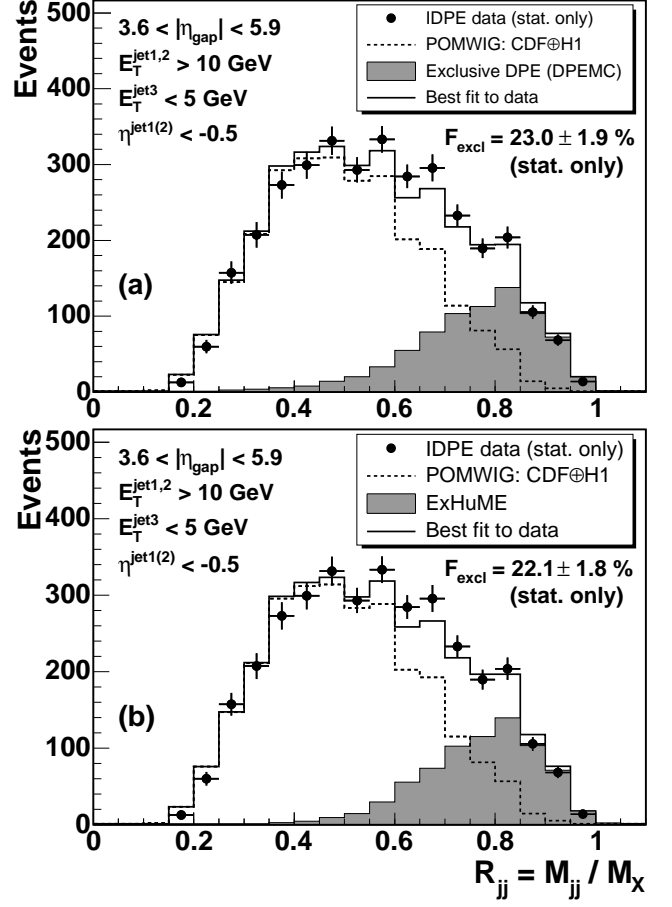 Events
500
400
300
200
100
0
3.6 < |η_gap| < 5.9
E_T^jet1,2 > 10 GeV
E_T^jet3 < 5 GeV
η^jet1(2) < -0.5
IDPE data (stat. only)
POMWIG: CDF⊕H1
Exclusive DPE (DPEMC)
Best fit to data
F_excl = 23.0 ± 1.9 %
(stat. only)
(a)
0 0.2 0.4 0.6 0.8 1
Events
500
400
300
200
100
0
3.6 < |η_gap| < 5.9
E_T^jet1,2 > 10 GeV
E_T^jet3 < 5 GeV
η^jet1(2) < -0.5
IDPE data (stat. only)
POMWIG: CDF⊕H1
ExHuME
Best fit to data
F_excl = 22.1 ± 1.8 %
(stat. only)
(b)
0 0.2 0.4 0.6 0.8 1
R_jj = M_jj / M_X